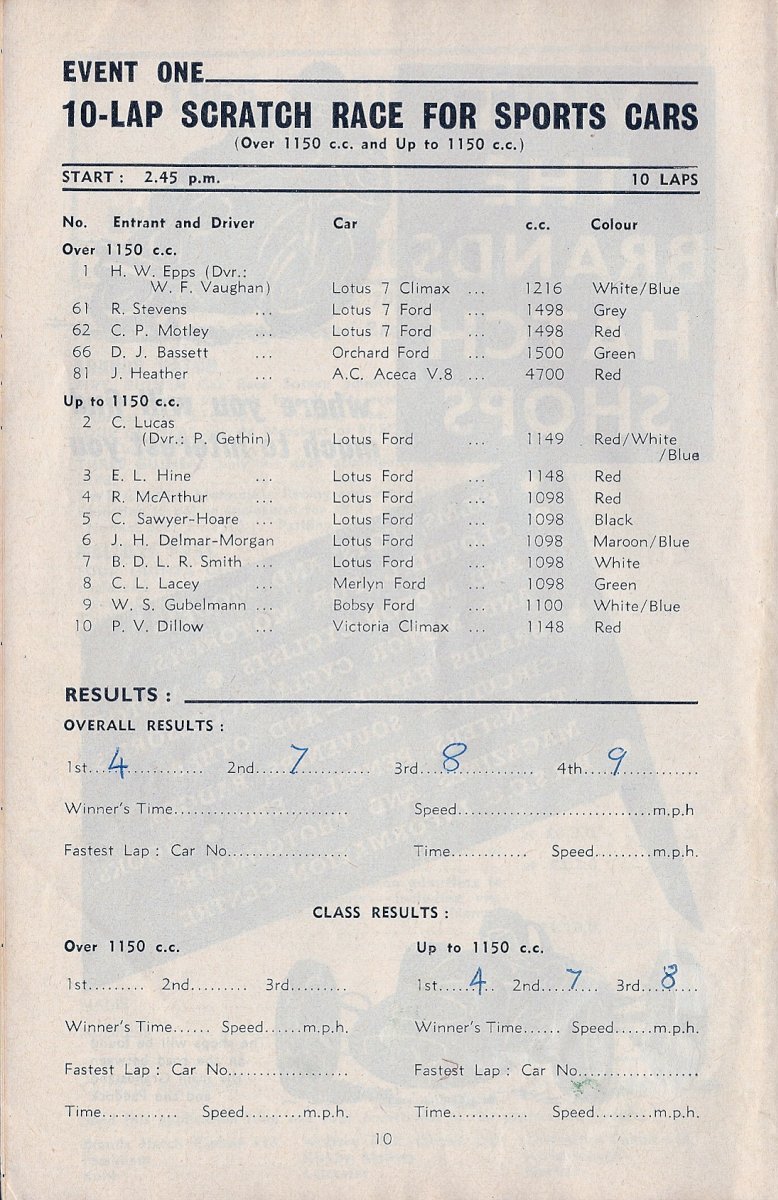 EVENT ONE
10-LAP SCRATCH RACE FOR SPORTS CARS
(Over 1150 c.c. and Up to 1150 c.c.)
START: 2.45 p.m. 10 LAPS
No. Entrant and Driver Car c.c. Colour
Over 1150 c.c.
1 H. W. Epps (Dvr.:
W. F. Vaughan) Lotus 7 Climax ... 1216 White/Blue
61 R. Stevens ... Lotus 7 Ford ... 1498 Grey
62 C. P. Motley ... Lotus 7 Ford ... 1498 Red
66 D. J. Bassett ... Orchard Ford ... 1500 Green
81 J. Heather ... A.C. Aceca V.8 ... 4700 Red
Up to 1150 c.c.
2 C. Lucas
(Dvr.: P. Gethin) Lotus Ford ... 1149 Red/White
/Blue
3 E. L. Hine ... Lotus Ford ... 1148 Red
4 R. McArthur ... Lotus Ford ... 1098 Red
5 C. Sawyer-Hoare ... Lotus Ford ... 1098 Black
6 J. H. Delmar-Morgan Lotus Ford ... 1098 Maroon/Blue
7 B. D. L. R. Smith ... Lotus Ford ... 1098 White
8 C. L. Lacey ... Merlyn Ford ... 1098 Green
9 W. S. Gubelmann ... Bobsy Ford ... 1100 White/Blue
10 P. V. Dillow ... Victoria Climax ... 1148 Red
RESULTS:
OVERALL RESULTS:
1st...4............ 2nd.....7.......... 3rd.....8............ 4th....9............
Winner's Time............................ Speed...............................m.p.h
Fastest Lap: Car No.................... Time............ Speed.........m.p.h.
CLASS RESULTS:
Over 1150 c.c. Up to 1150 c.c.
1st......... 2nd......... 3rd......... 1st.....4.. 2nd....7... 3rd...8....
Winner's Time...... Speed......m.p.h. Winner's Time...... Speed.......m.p.h.
Fastest Lap: Car No.................... Fastest Lap: Car No....................
Time............ Speed.........m.p.h. Time............ Speed.........m.p.h.
10